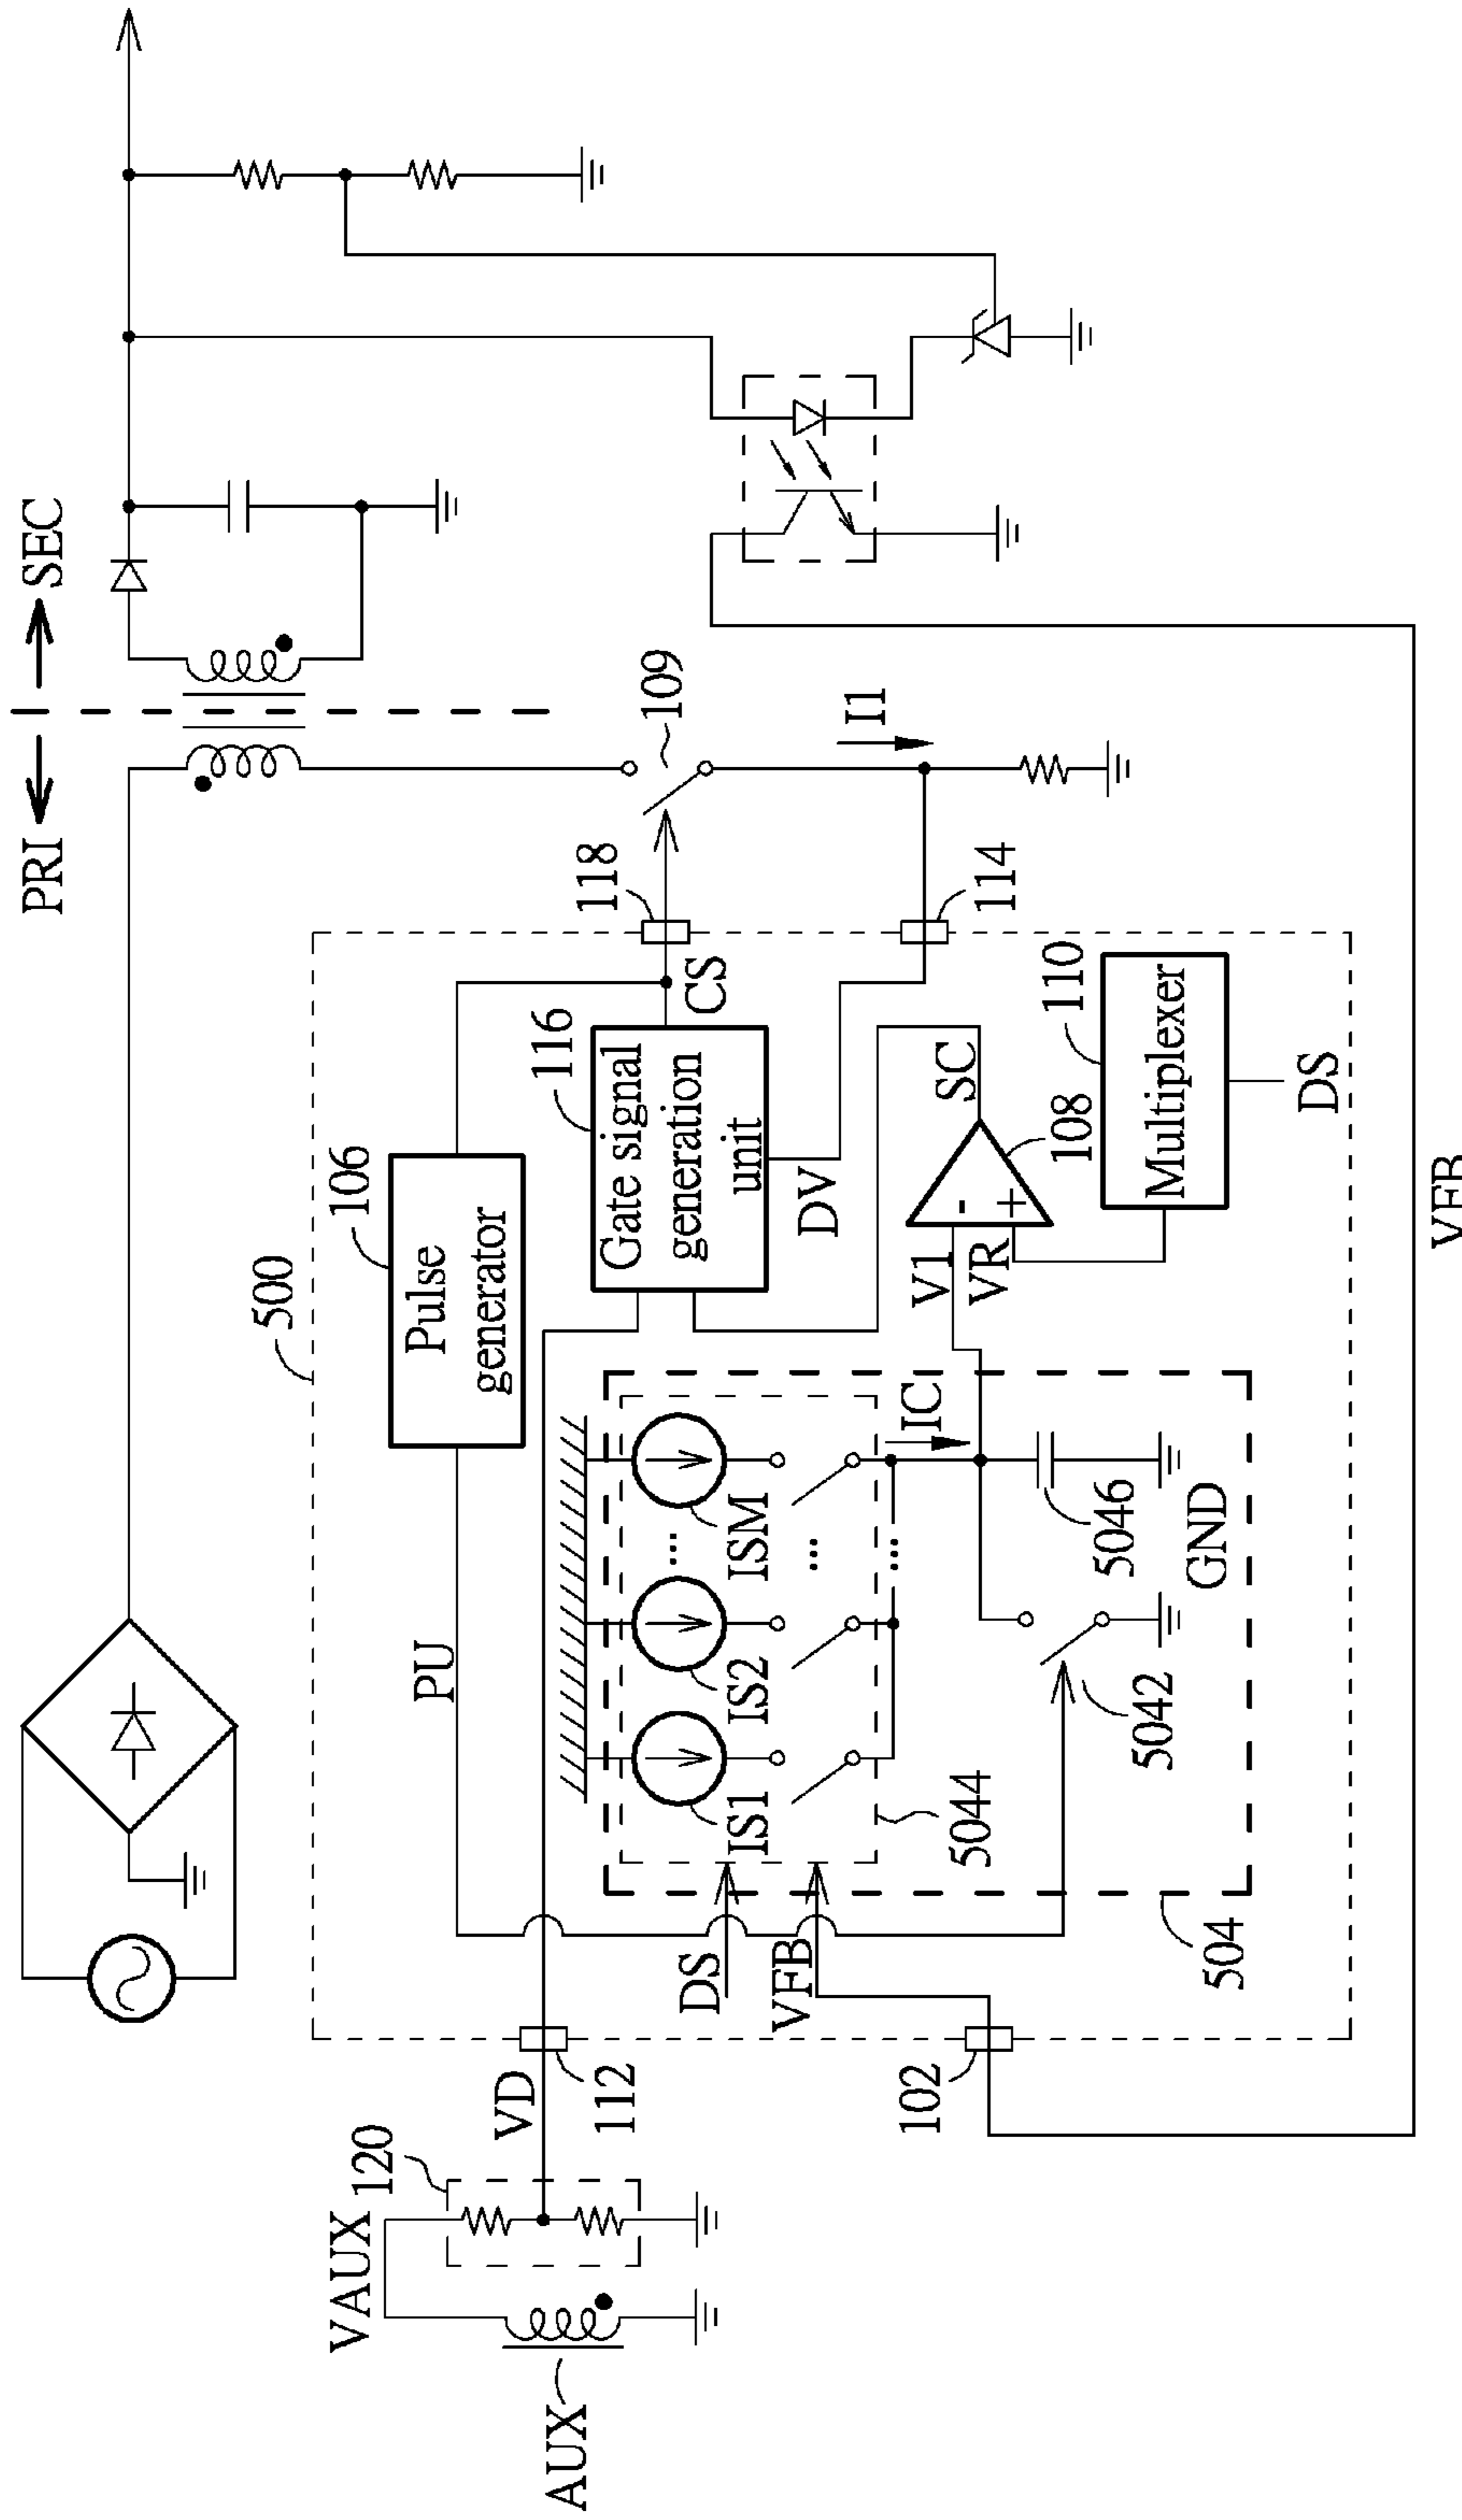 PRI
SEC
500
106
Pulse
generator
PU
116
Gate signal
generation
unit
CS
118
109
I1
114
DV
SC
108
-
+
V1
VR
110
Multiplexer
DS
VAUX
120
AUX
VD
112
102
DS
VFB
IS1
IS2
...
ISM
...
...
IC
5044
5042
5046
GND
504
VFB